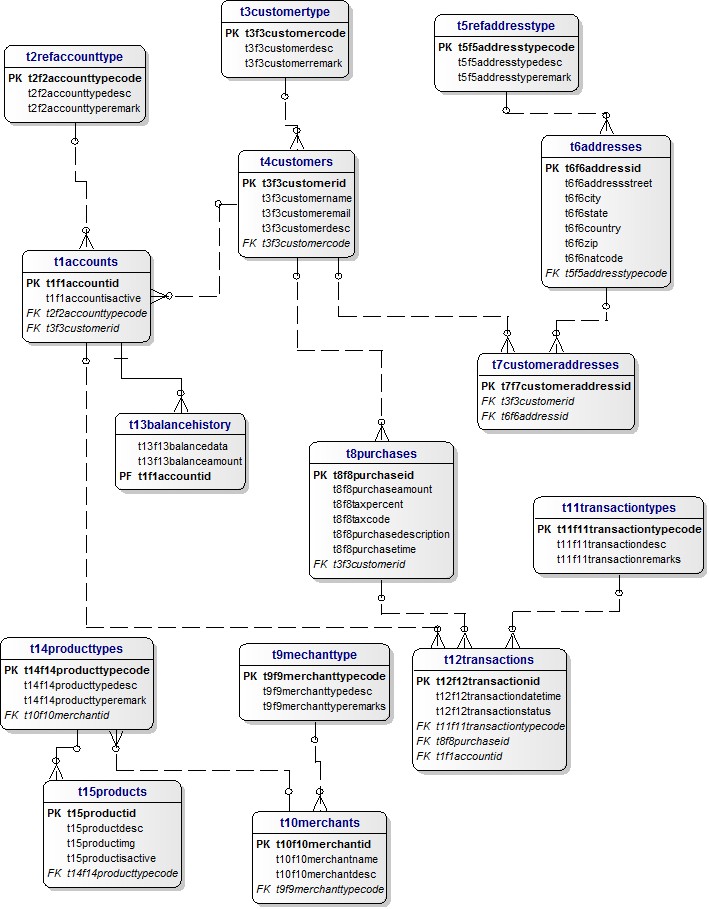 t3customertype
PK t3f3customercode
t3f3customerdesc
t3f3customerremark
t5refaddresstype
PK t5f5addresstypecode
t5f5addresstypedesc
t5f5addresstyperemark
t2refaccounttype
PK t2f2accounttypecode
t2f2accounttypedesc
t2f2accounttyperemark
t4customers
PK t3f3customerid
t3f3customername
t3f3customeremail
t3f3customerdesc
FK t3f3customercode
t6addresses
PK t6f6addressid
t6f6addressstreet
t6f6city
t6f6state
t6f6country
t6f6zip
t6f6natcode
FK t5f5addresstypecode
t1accounts
PK t1f1accountid
t1f1accountisactive
FK t2f2accounttypecode
FK t3f3customerid
t7customeraddresses
PK t7f7customeraddressid
FK t3f3customerid
FK t6f6addressid
t13balancehistory
t13f13balancedata
t13f13balanceamount
PF t1f1accountid
t8purchases
PK t8f8purchaseid
t8f8purchaseamount
t8f8taxpercent
t8f8taxcode
t8f8purchasedescription
t8f8purchasetime
FK t3f3customerid
t11transactiontypes
PK t11f11transactiontypecode
t11f11transactiondesc
t11f11transactionremarks
t14producttypes
PK t14f14producttypecode
t14f14producttypedesc
t14f14producttyperemark
FK t10f10merchantid
t9mechanttype
PK t9f9merchanttypecode
t9f9merchanttypedesc
t9f9merchanttyperemarks
t12transactions
PK t12f12transactionid
t12f12transactiondatetime
t12f12transactionstatus
FK t11f11transactiontypecode
FK t8f8purchaseid
FK t1f1accountid
t15products
PK t15productid
t15productdesc
t15productimg
t15productisactive
FK t14f14producttypecode
t10merchants
PK t10f10merchantid
t10f10merchantname
t10f10merchantdesc
FK t9f9merchanttypecode